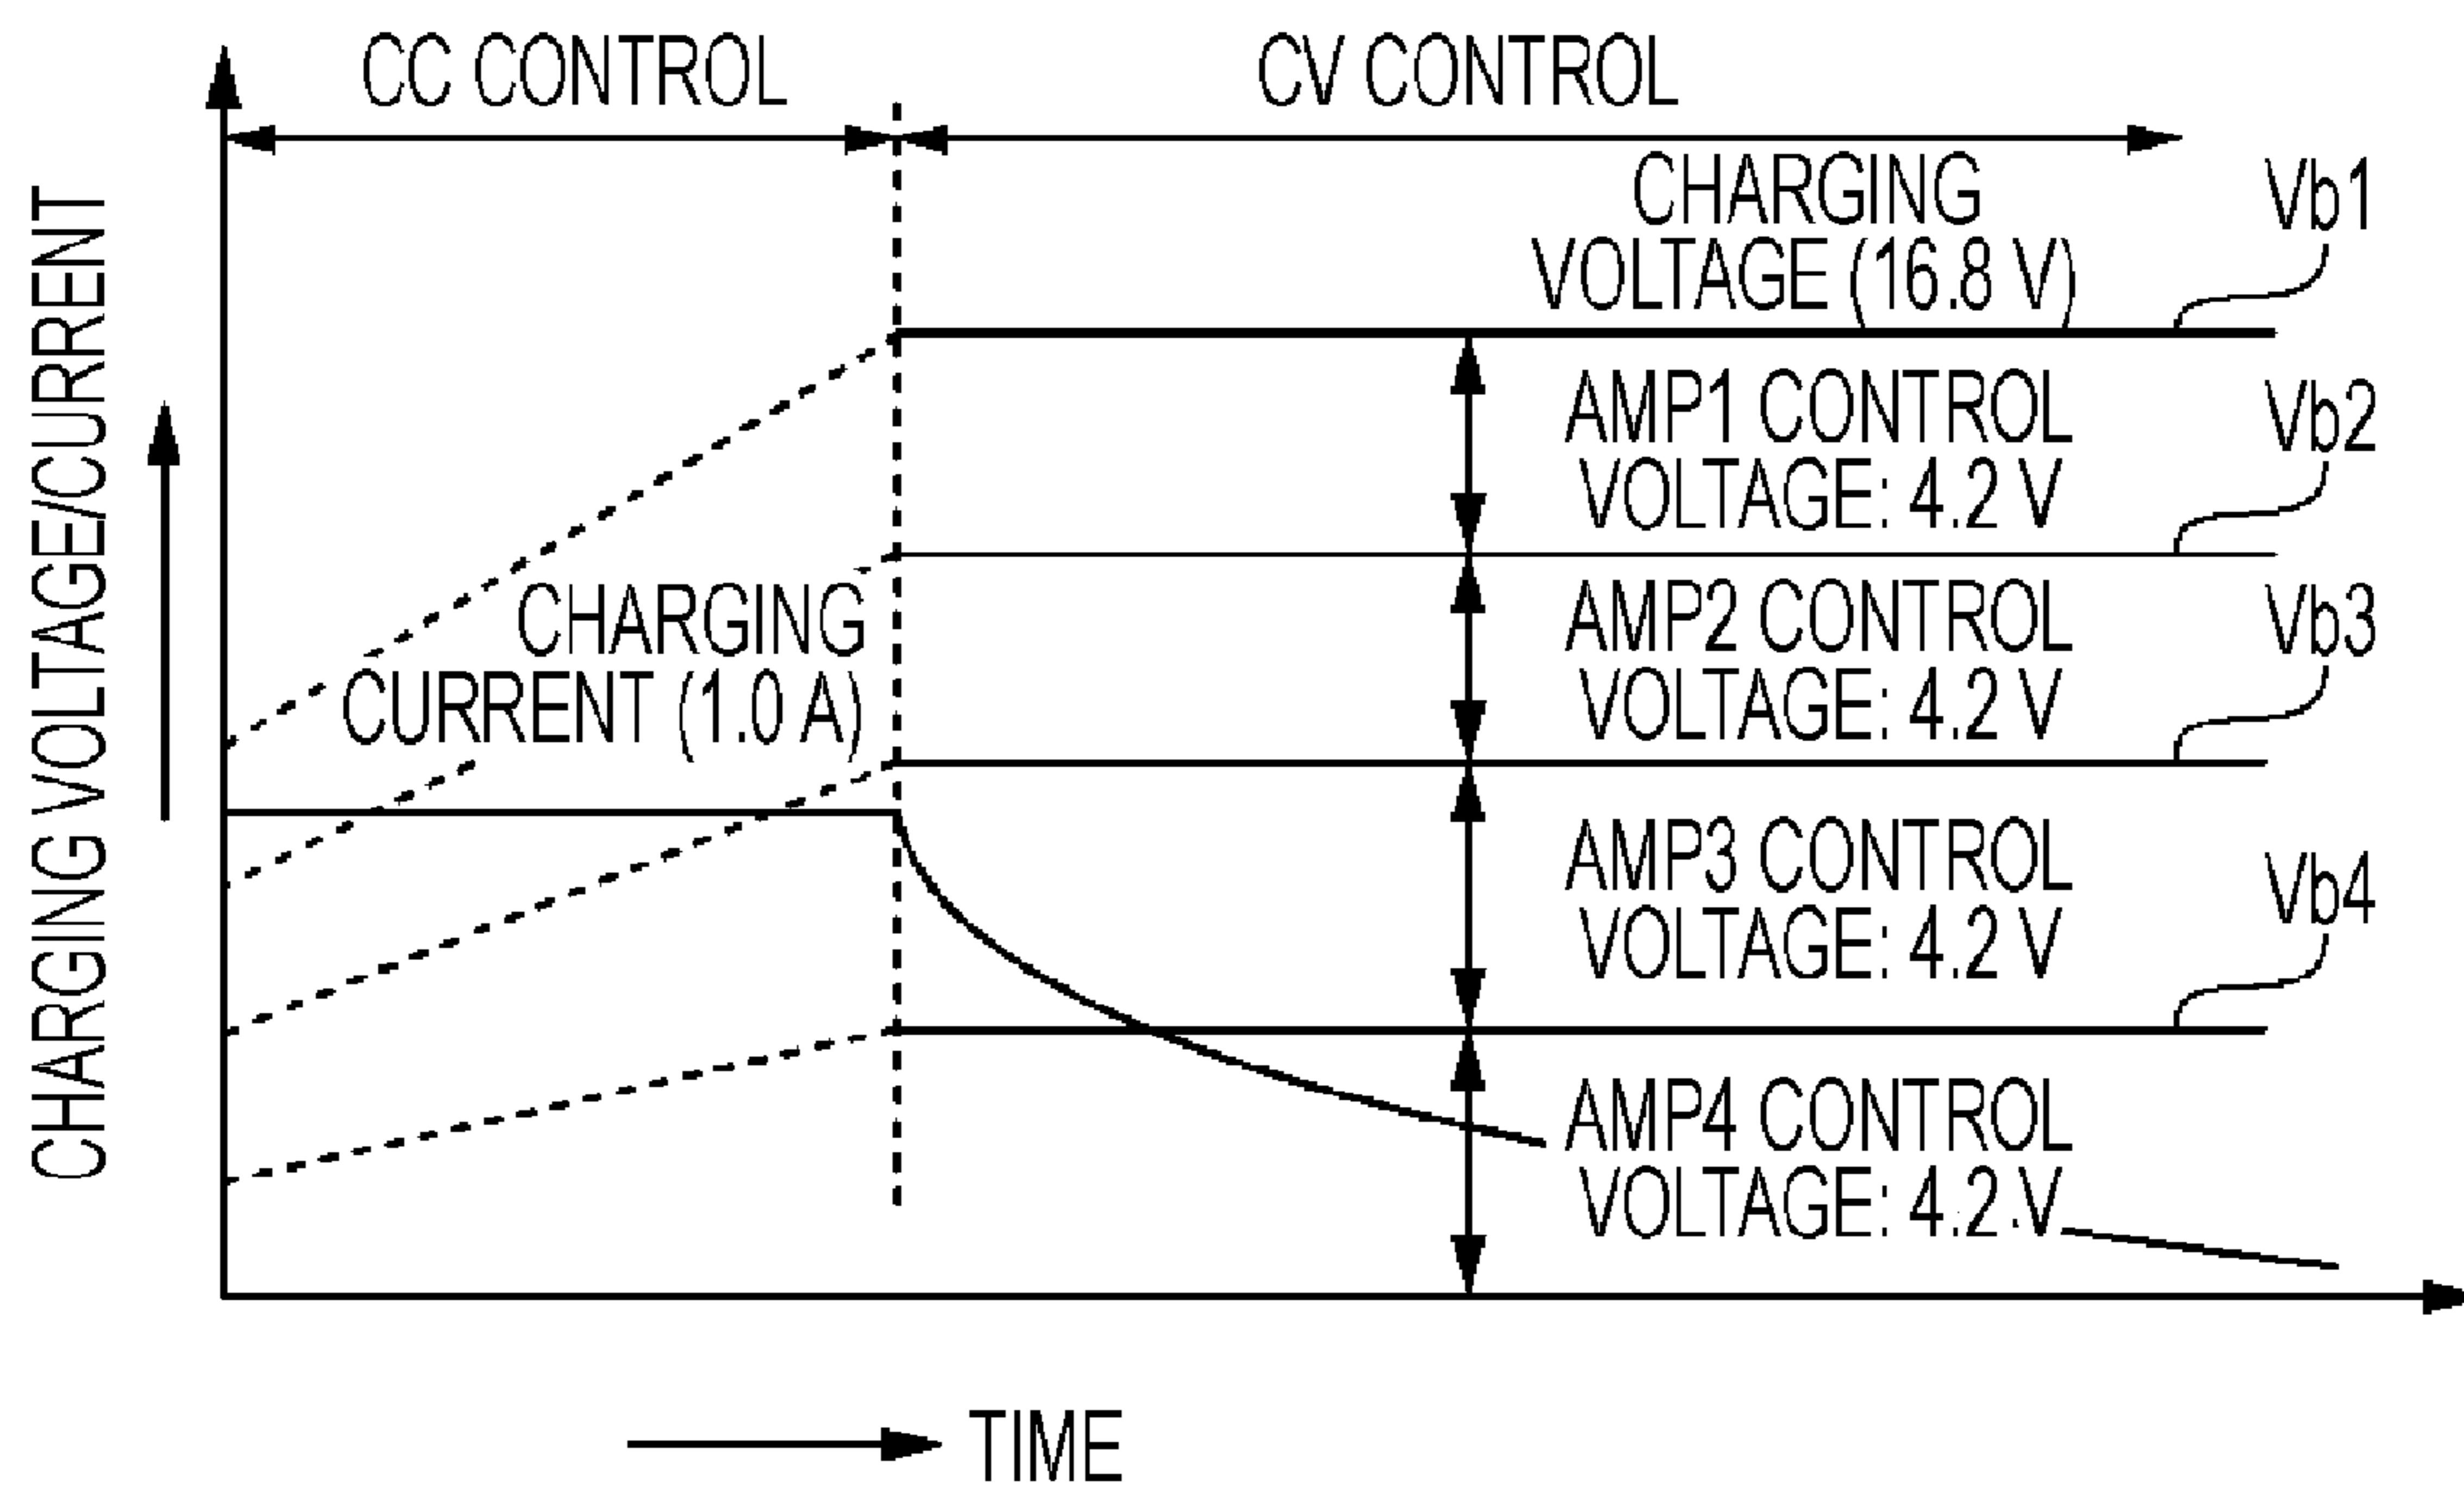 CC CONTROL
CV CONTROL
CHARGING
VOLTAGE (16.8 V)
Vb1
AMP1 CONTROL
VOLTAGE: 4.2 V
Vb2
CHARGING
CURRENT (1.0 A)
AMP2 CONTROL
VOLTAGE: 4.2 V
Vb3
AMP3 CONTROL
VOLTAGE: 4.2 V
Vb4
AMP4 CONTROL
VOLTAGE: 4.2 V
CHARGING VOLTAGE/CURRENT
TIME